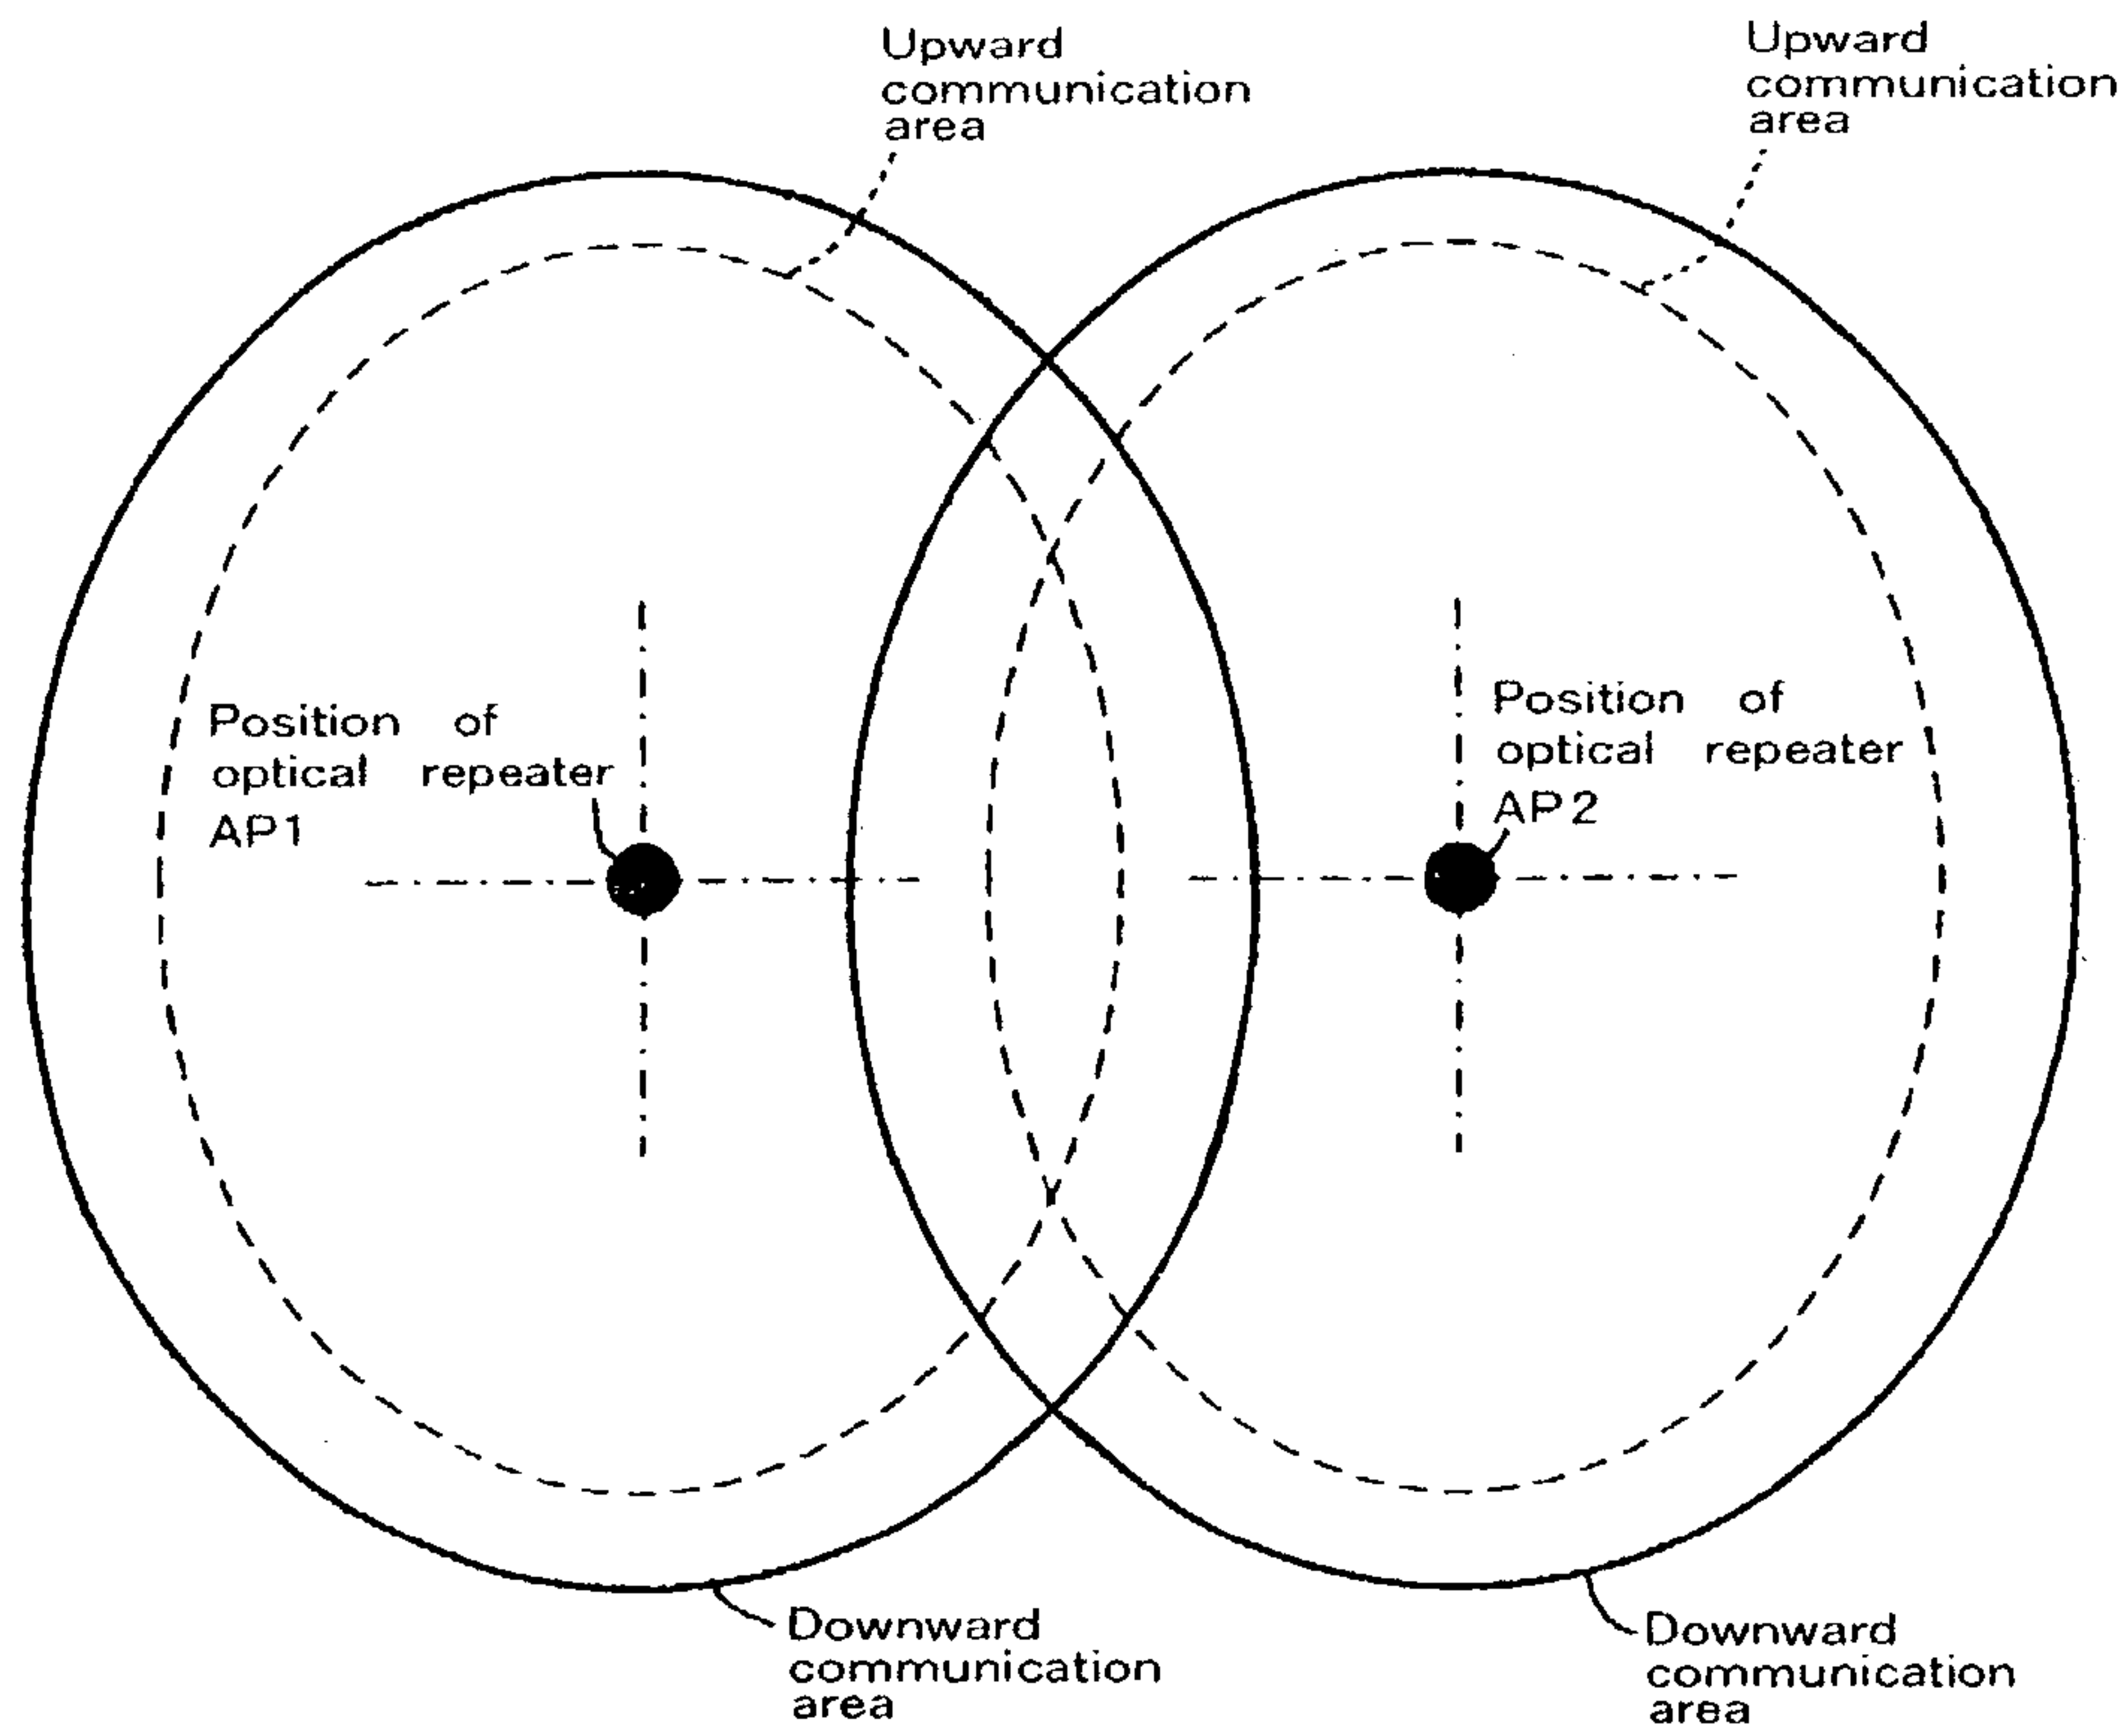 Upward
communication
area
Upward
communication
area
Position of
optical repeater
AP1
Position of
optical repeater
AP2
Downward
communication
area
Downward
communication
area